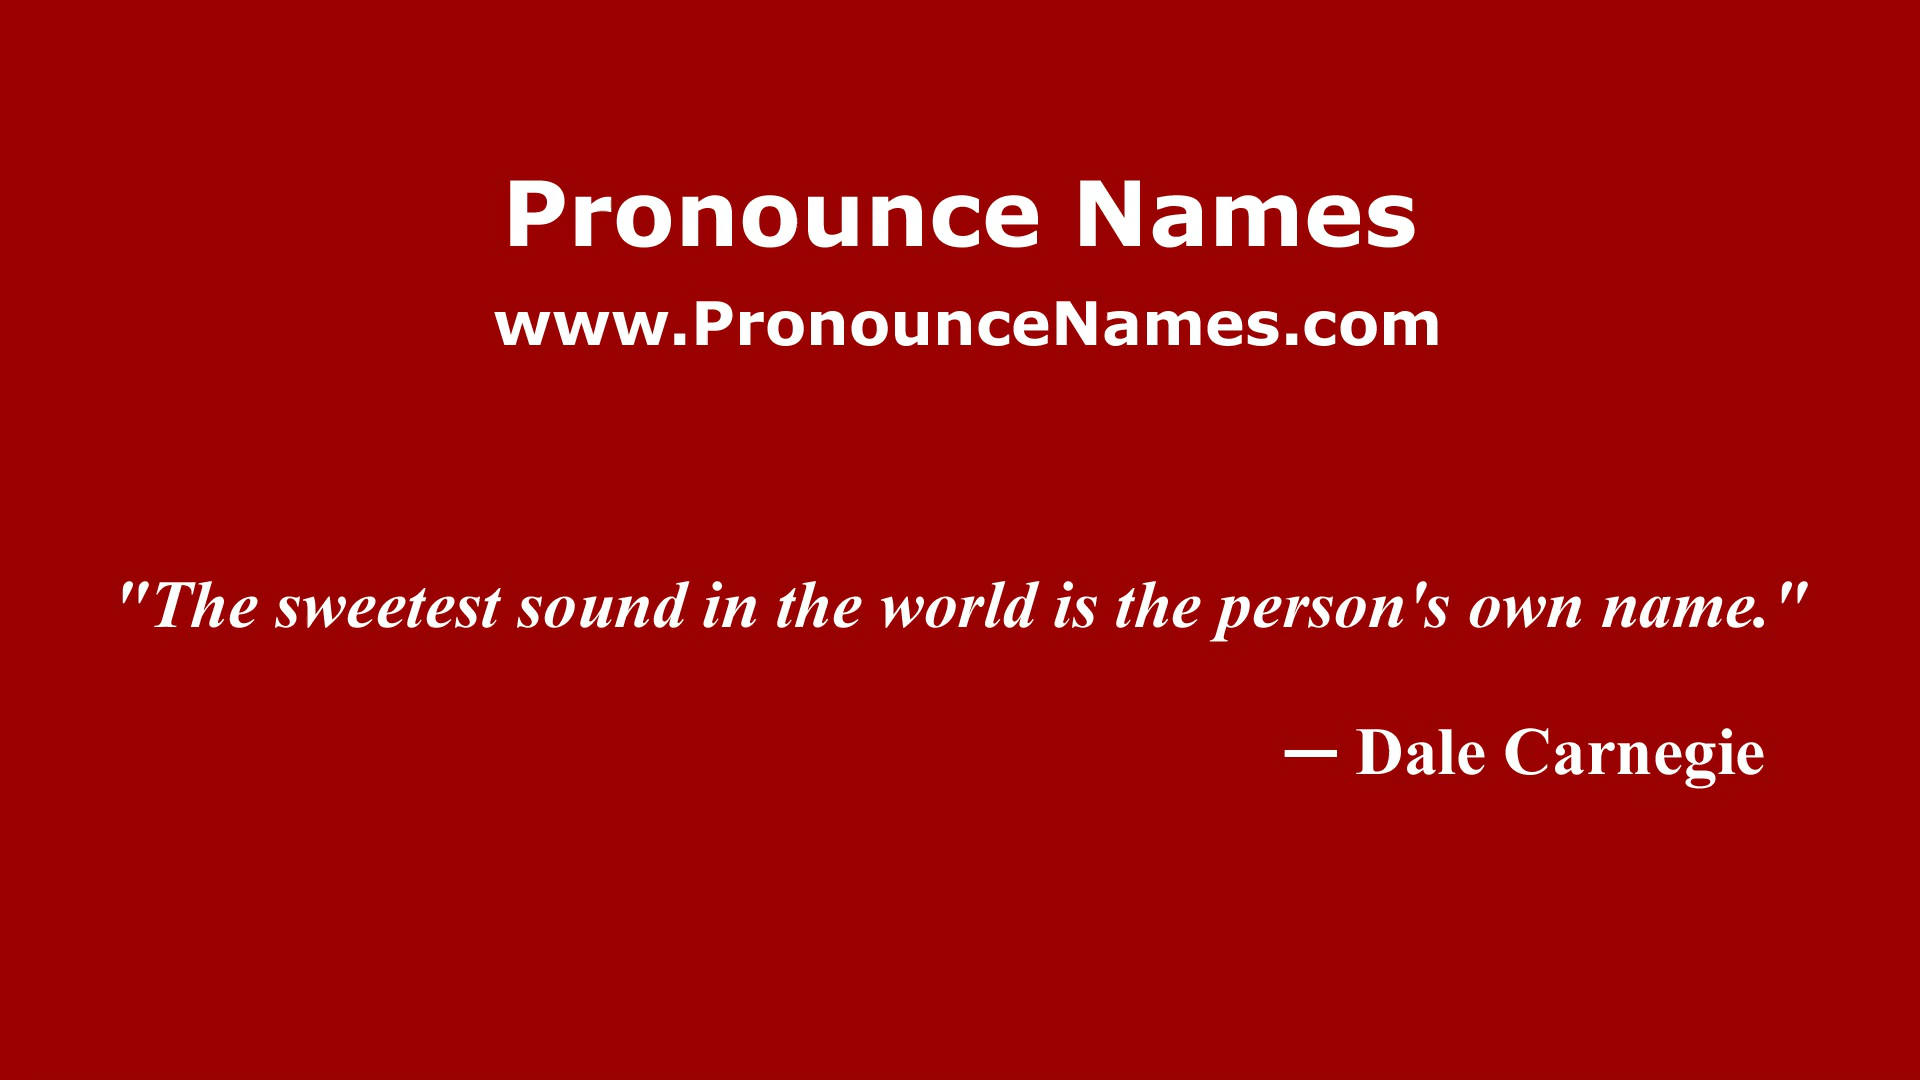 Pronounce Names
www.PronounceNames.com
"The sweetest sound in the world is the person's own name."
— Dale Carnegie